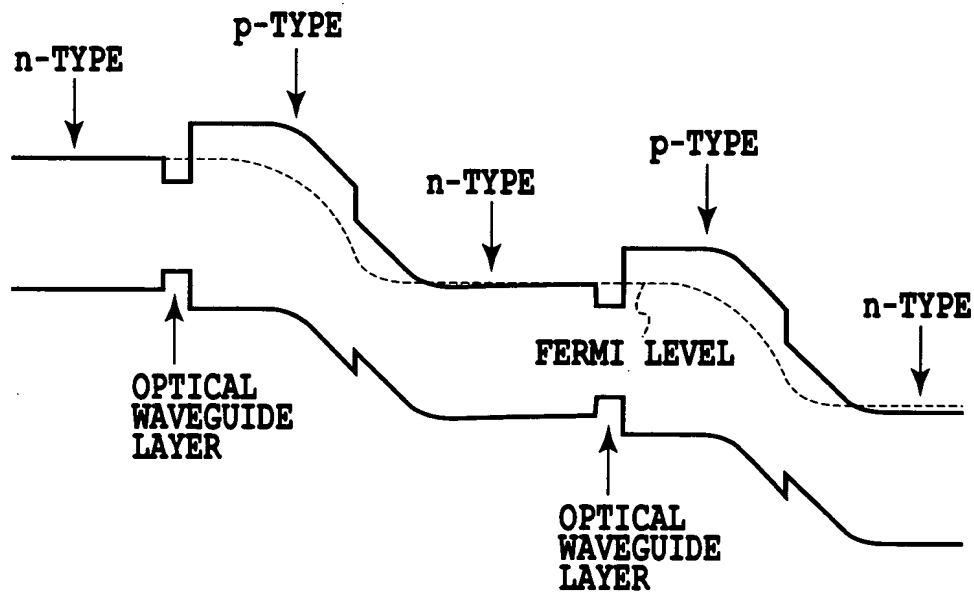 p-TYPE
n-TYPE
p-TYPE
n-TYPE
n-TYPE
FERMI LEVEL
OPTICAL
WAVEGUIDE
LAYER
OPTICAL
WAVEGUIDE
LAYER